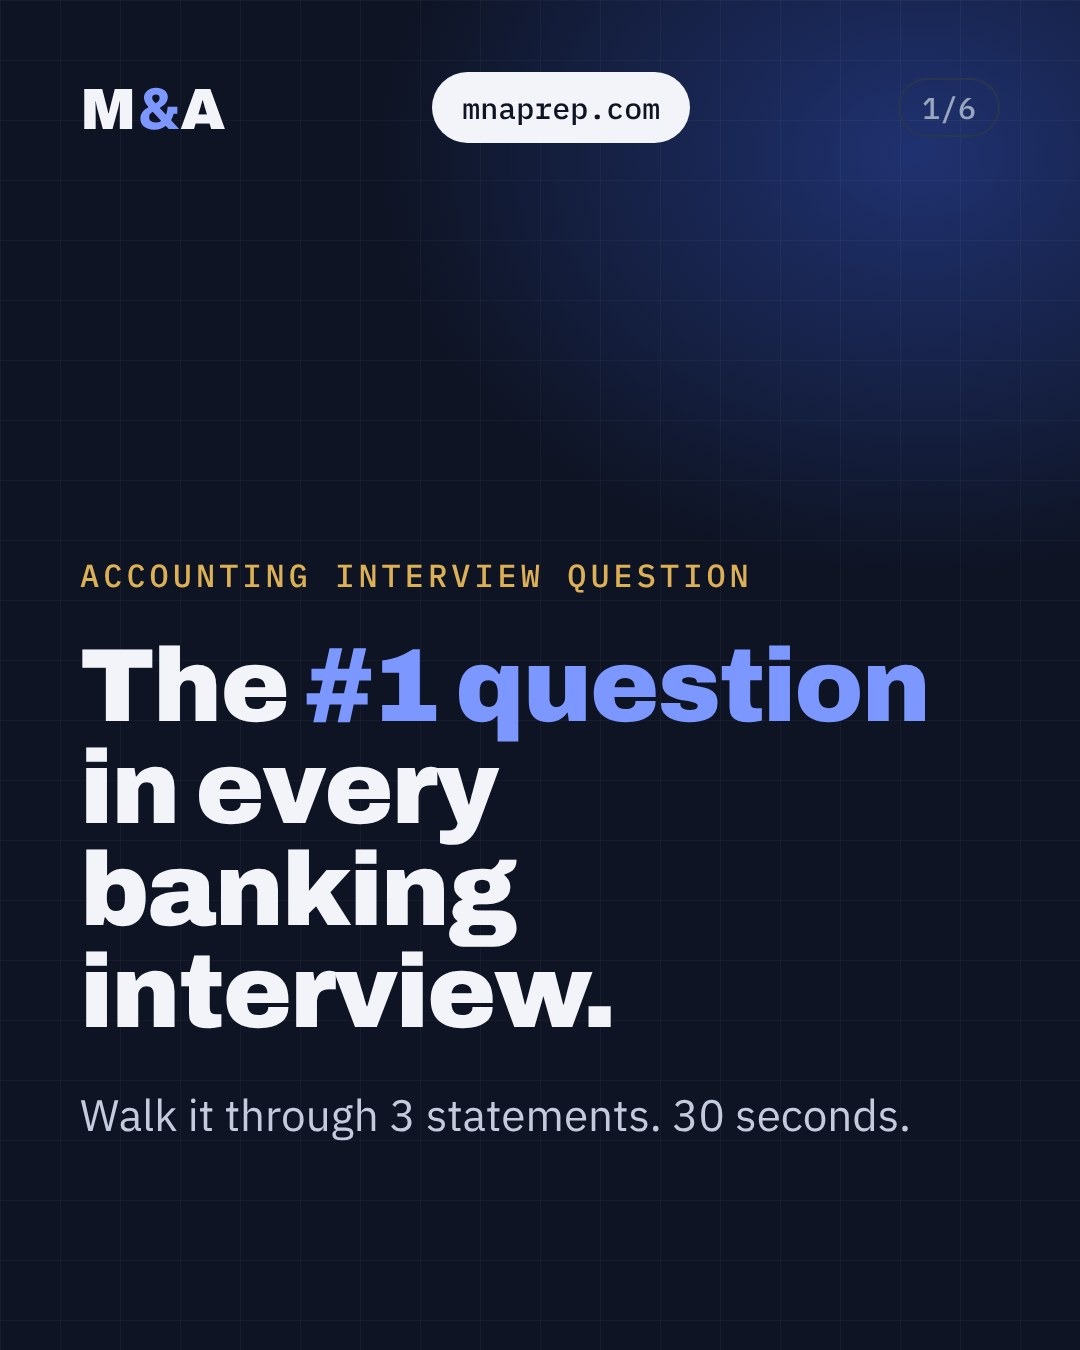 M&A
mnaprep.com
1/6
ACCOUNTING INTERVIEW QUESTION
The #1 question
in every
banking
interview.
Walk it through 3 statements. 30 seconds.